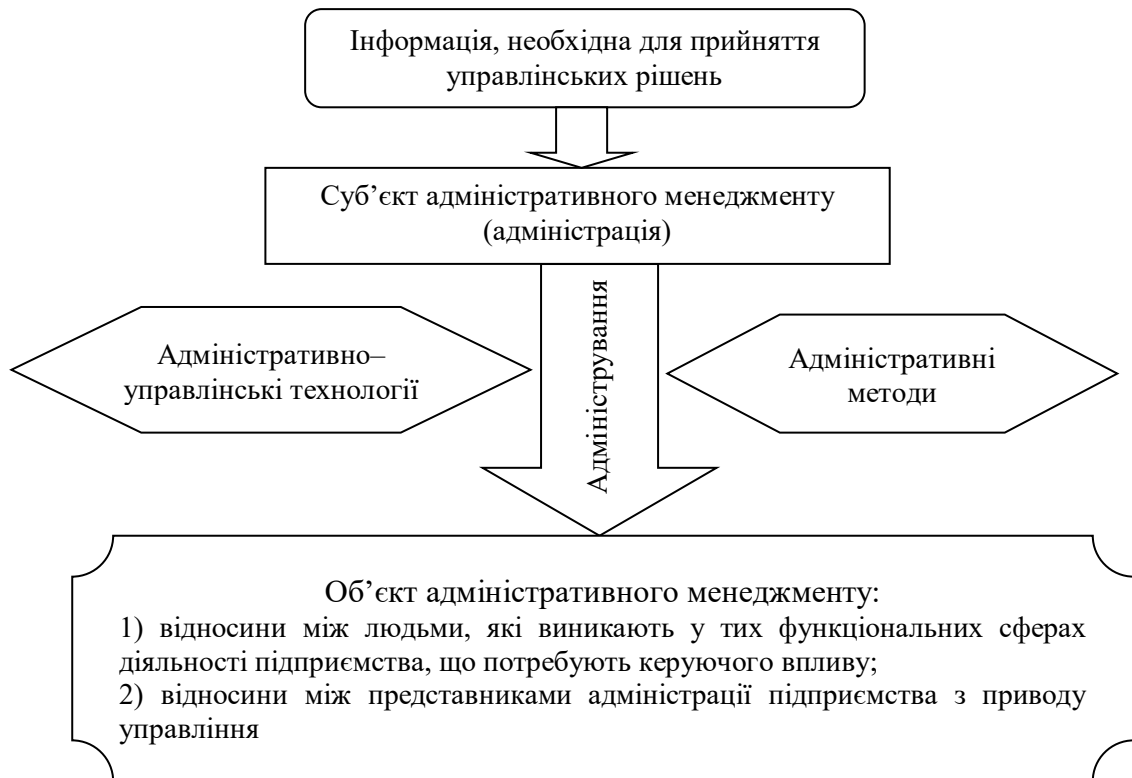 Інформація, необхідна для прийняття
управлінських рішень
Суб’єкт адміністративного менеджменту
(адміністрація)
Адміністрування
Адміністративно–
управлінські технології
Адміністративні
методи
Об’єкт адміністративного менеджменту:
1) відносини між людьми, які виникають у тих функціональних сферах
діяльності підприємства, що потребують керуючого впливу;
2) відносини між представниками адміністрації підприємства з приводу
управління